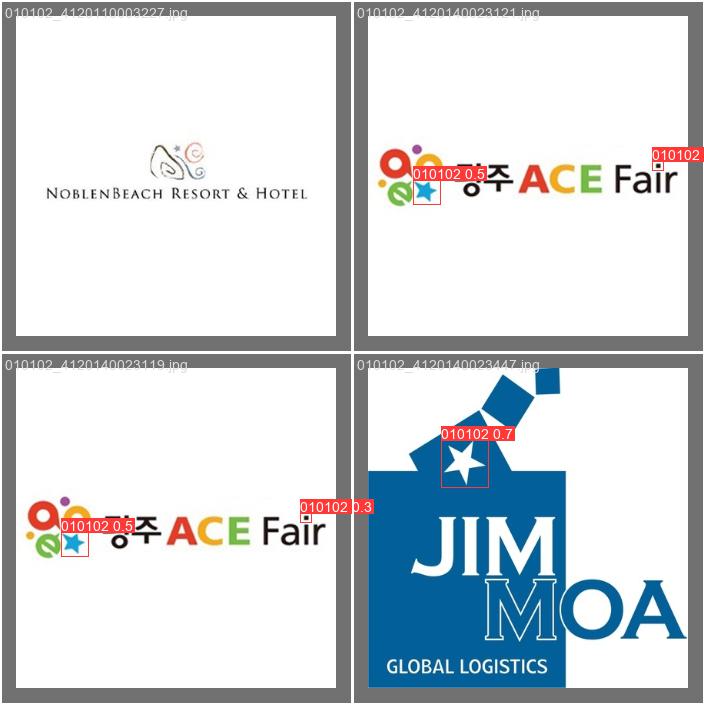 010102_4120110003227.jpg
NOBLENBEACH RESORT & HOTEL
010102_4120140023121.jpg
010102 0.5
010102
광주 ACE Fair
010102_4120140023119.jpg
010102 0.5
010102 0.3
광주 ACE Fair
010102_4120140023447.jpg
010102 0.7
JIM
MOA
GLOBAL LOGISTICS